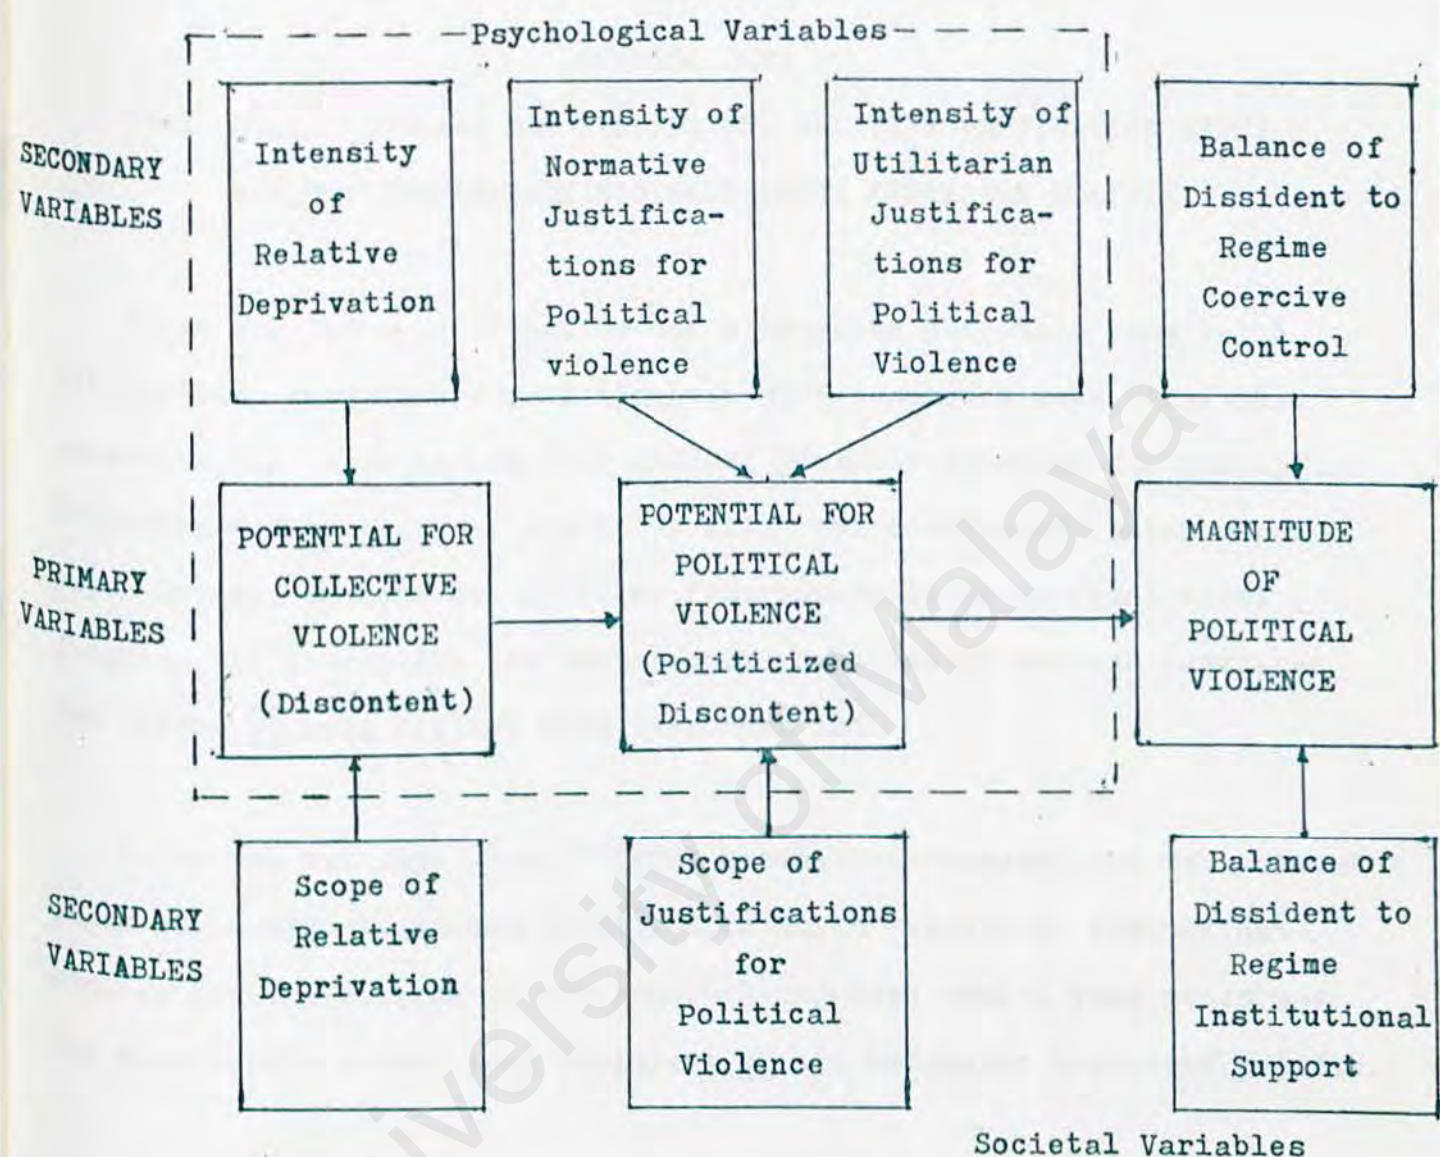 Psychological Variables
SECONDARY
VARIABLES
Intensity
of
Relative
Deprivation
Intensity of
Normative
Justifica-
tions for
Political
violence
Intensity of
Utilitarian
Justifica-
tions for
Political
Violence
Balance of
Dissident to
Regime
Coercive
Control
PRIMARY
VARIABLES
POTENTIAL FOR
COLLECTIVE
VIOLENCE
(Discontent)
POTENTIAL FOR
POLITICAL
VIOLENCE
(Politicized
Discontent)
MAGNITUDE
OF
POLITICAL
VIOLENCE
SECONDARY
VARIABLES
Scope of
Relative
Deprivation
Scope of
Justifications
for
Political
Violence
Balance of
Dissident to
Regime
Institutional
Support
Societal Variables
iversity of Malaya